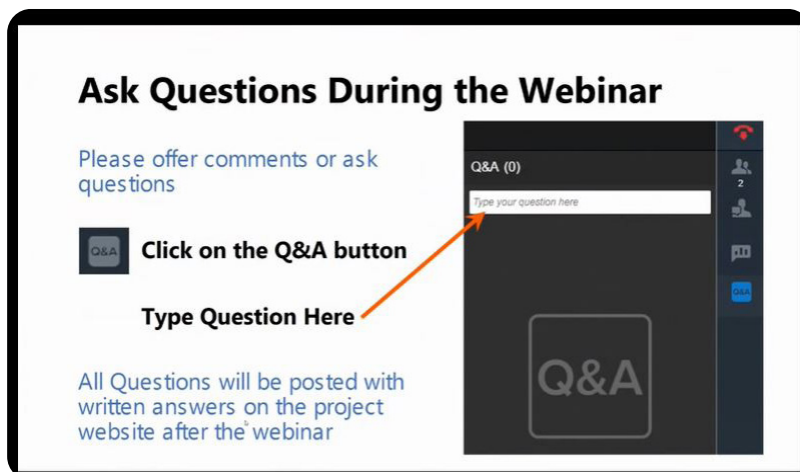 Ask Questions During the Webinar
Please offer comments or ask
questions
Q&A
Click on the Q&A button
Type Question Here
All Questions will be posted with
written answers on the project
website after the webinar
Q&A (0)
Type your question here
2
Q&A
Q&A